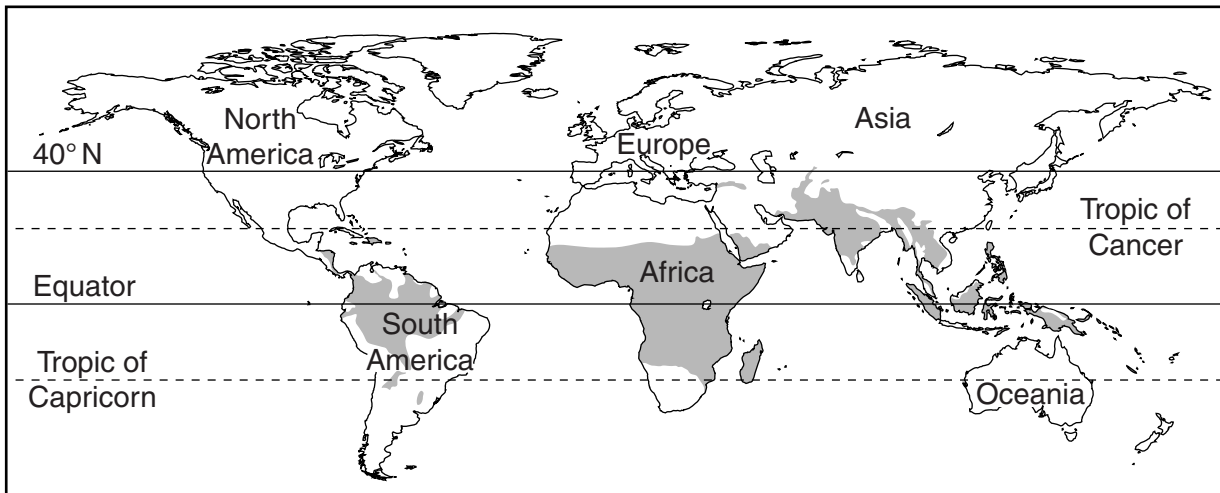 North
America
40° N
Europe
Asia
Tropic of
Cancer
Equator
Africa
South
America
Tropic of
Capricorn
Oceania